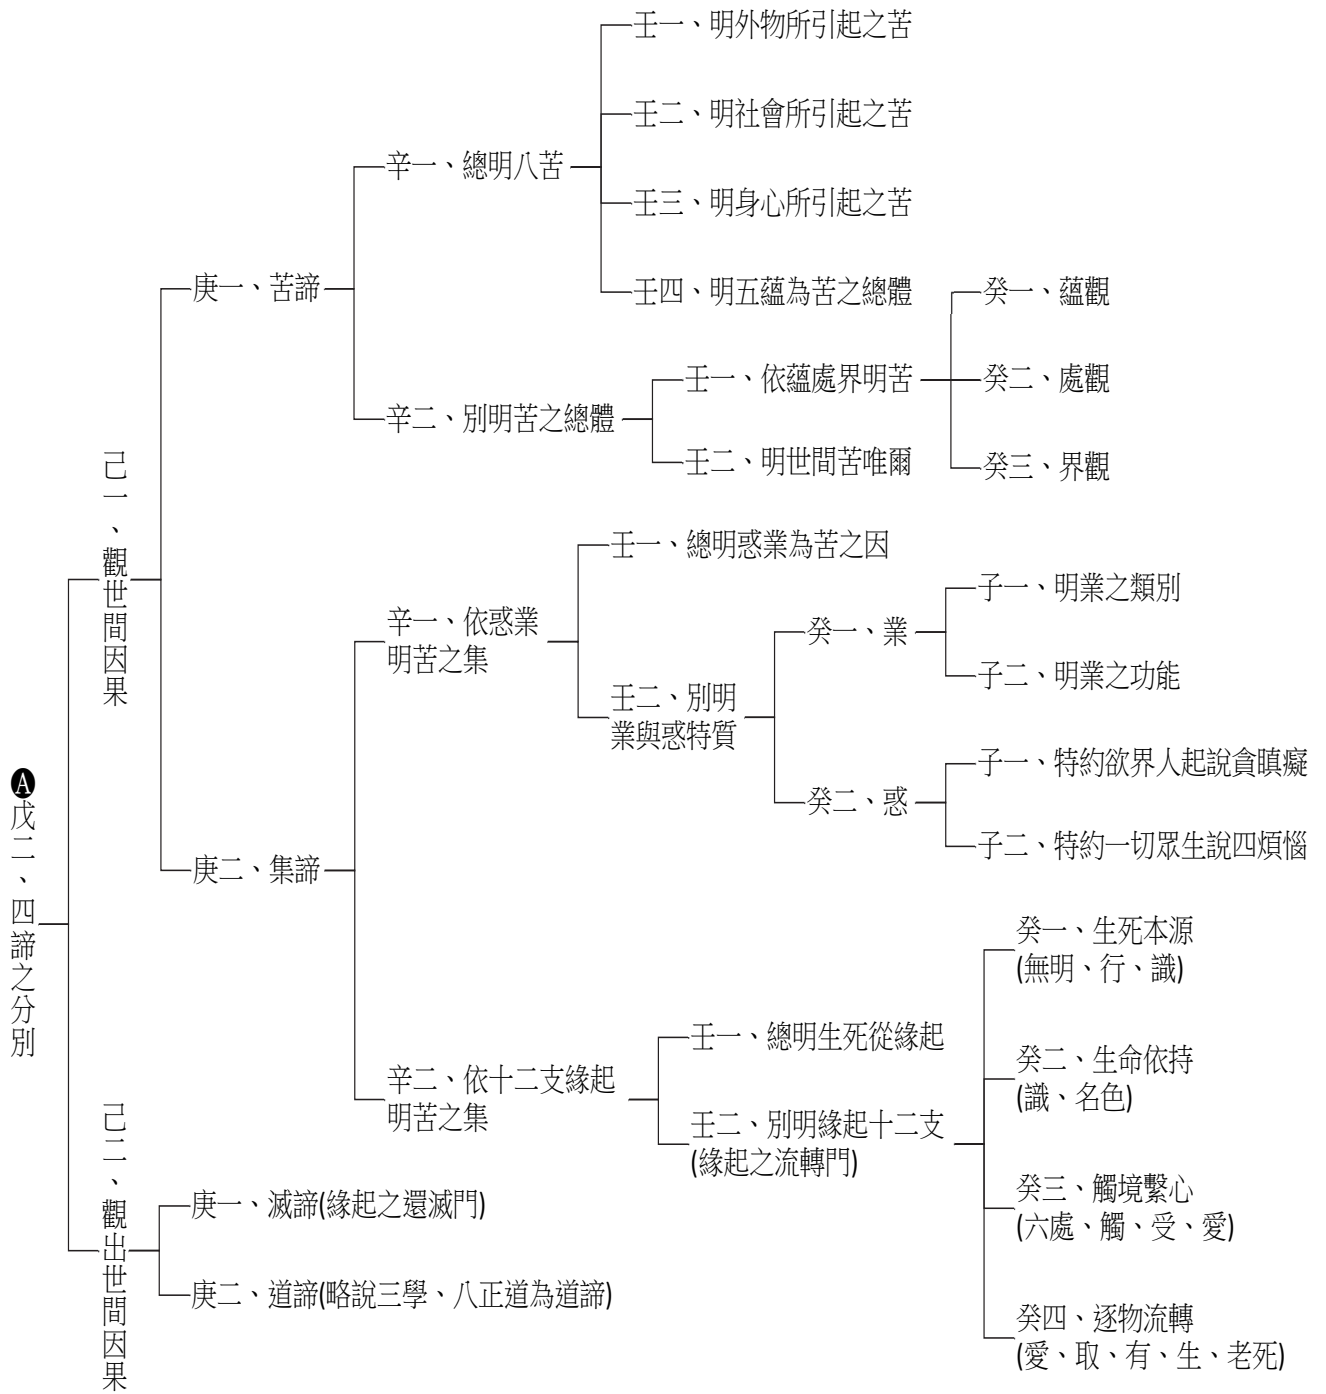 Ⓐ戊二、四諦之分別
己一、觀世間因果
庚一、苦諦
辛一、總明八苦
壬一、明外物所引起之苦
壬二、明社會所引起之苦
壬三、明身心所引起之苦
壬四、明五蘊為苦之總體
辛二、別明苦之總體
壬一、依蘊處界明苦
癸一、蘊觀
癸二、處觀
癸三、界觀
壬二、明世間苦唯爾
庚二、集諦
辛一、依惑業
明苦之集
壬一、總明惑業為苦之因
壬二、別明
業與惑特質
癸一、業
子一、明業之類別
子二、明業之功能
癸二、惑
子一、特約欲界人起說貪瞋癡
子二、特約一切眾生說四煩惱
辛二、依十二支緣起
明苦之集
壬一、總明生死從緣起
壬二、別明緣起十二支
(緣起之流轉門)
癸一、生死本源
(無明、行、識)
癸二、生命依持
(識、名色)
癸三、觸境繫心
(六處、觸、受、愛)
癸四、逐物流轉
(愛、取、有、生、老死)
己二、觀出世間因果
庚一、滅諦(緣起之還滅門)
庚二、道諦(略說三學、八正道為道諦)